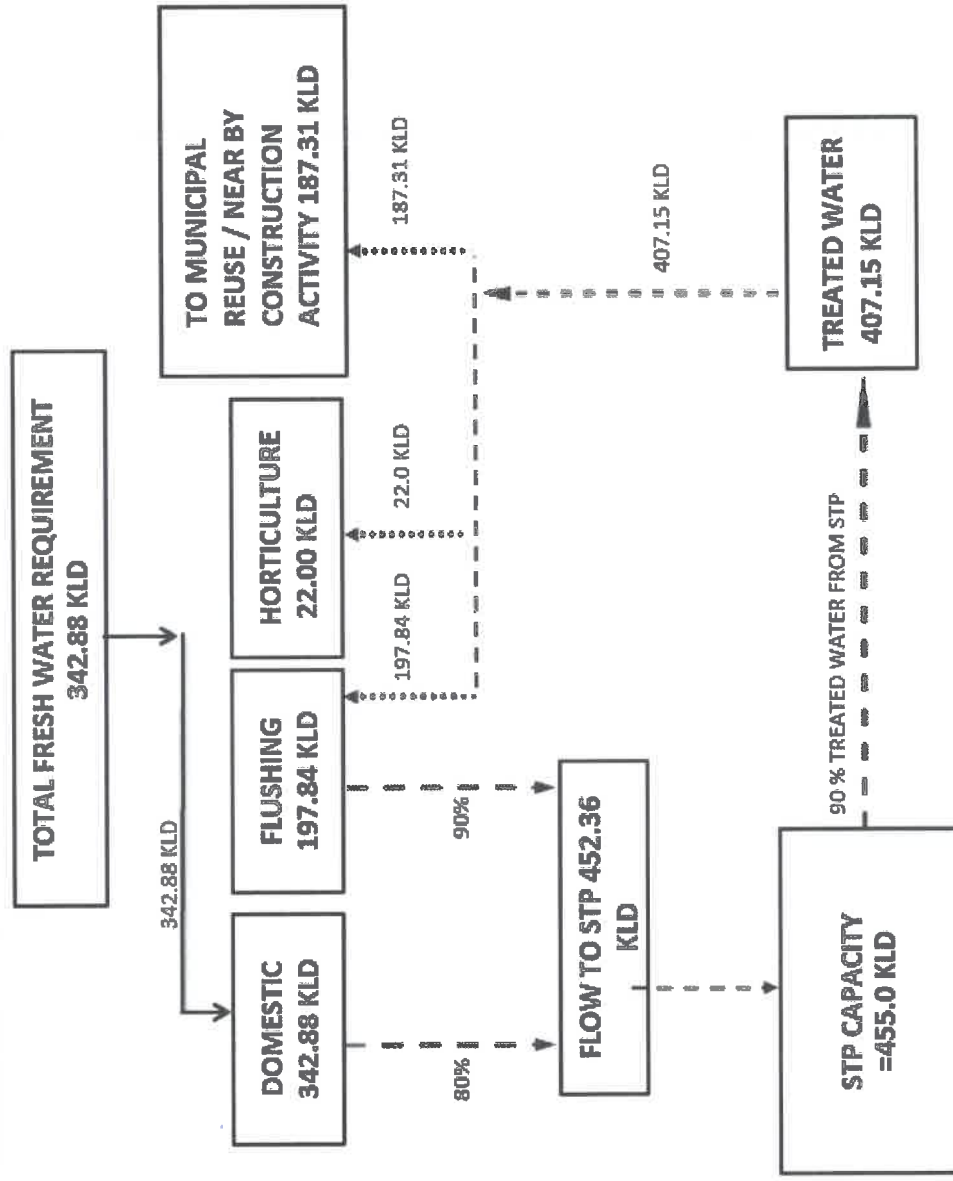 TOTAL FRESH WATER REQUIREMENT
342.88 KLD
342.88 KLD
DOMESTIC
342.88 KLD
FLUSHING
197.84 KLD
HORTICULTURE
22.00 KLD
TO MUNICIPAL
REUSE / NEAR BY
CONSTRUCTION
ACTIVITY 187.31 KLD
80%
90%
197.84 KLD
22.0 KLD
187.31 KLD
FLOW TO STP 452.36
KLD
407.15 KLD
STP CAPACITY
=455.0 KLD
90 % TREATED WATER FROM STP
TREATED WATER
407.15 KLD